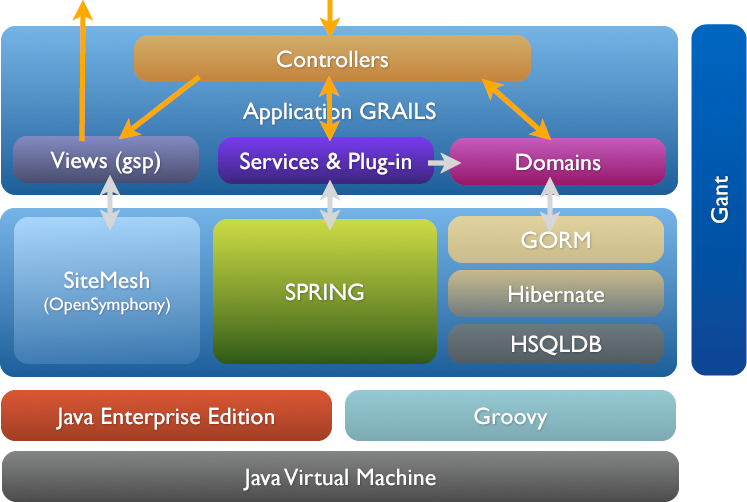 Controllers
Application GRAILS
Views (gsp)
Services & Plug-in
Domains
Gant
SiteMesh
(OpenSymphony)
SPRING
GORM
Hibernate
HSQLDB
Java Enterprise Edition
Groovy
Java Virtual Machine